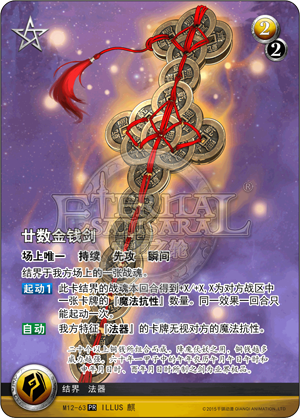 2
2
ETERNAL
SAMSARA
之轮
廿数金钱剑
场上唯一 持续 先攻 瞬间
结界于我方场上的一张战魂。
起动1 此卡结界的战魂本回合得到+X/+X,X为对方战区中
一张卡牌的『魔法抗性』数量。同一效果一回合只
能起动一次。
自动 我方特征『法器』的卡牌无视对方的魔法抗性。
结界 法器
M12-63 PR ILLUS 麒